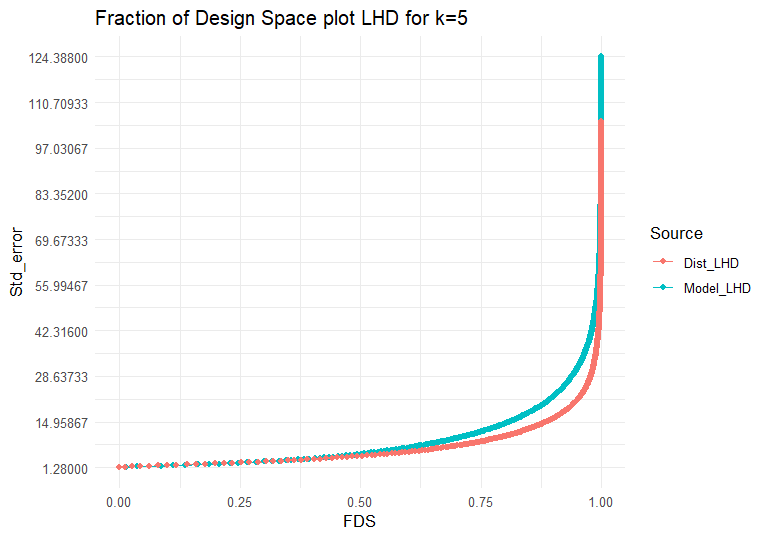 Fraction of Design Space plot LHD for k=5
124.38800
110.70933
97.03067
83.35200
69.67333
55.99467
42.31600
28.63733
14.95867
1.28000
Std_error
0.00
0.25
0.50
0.75
1.00
FDS
Source
Dist_LHD
Model_LHD